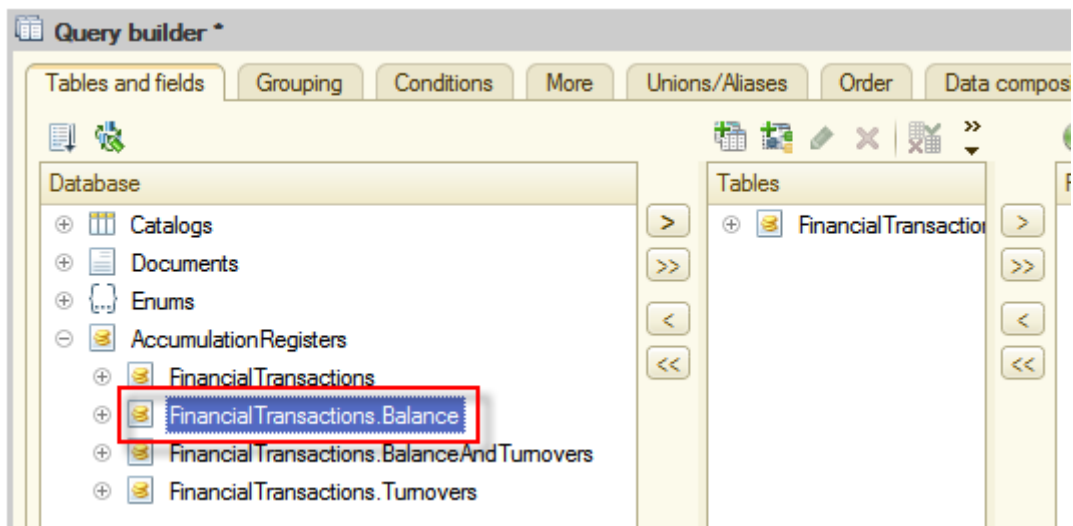 Query builder *
Tables and fields Grouping Conditions More Unions/Aliases Order Data compos
Database
Tables
Catalogs
FinancialTransaction
Documents
Enums
AccumulationRegisters
FinancialTransactions
FinancialTransactions.Balance
FinancialTransactions.BalanceAndTurnovers
FinancialTransactions.Turnovers
> >> < <<
> >> < <<